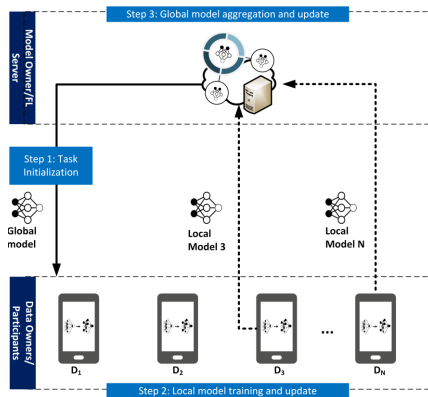 Step 3: Global model aggregation and update
Model Owner/FL
Server
Step 1: Task
Initialization
Global
model
Local
Model 3
Local
Model N
Data Owners/
Participants
...
D1
D2
D3
DN
Step 2: Local model training and update